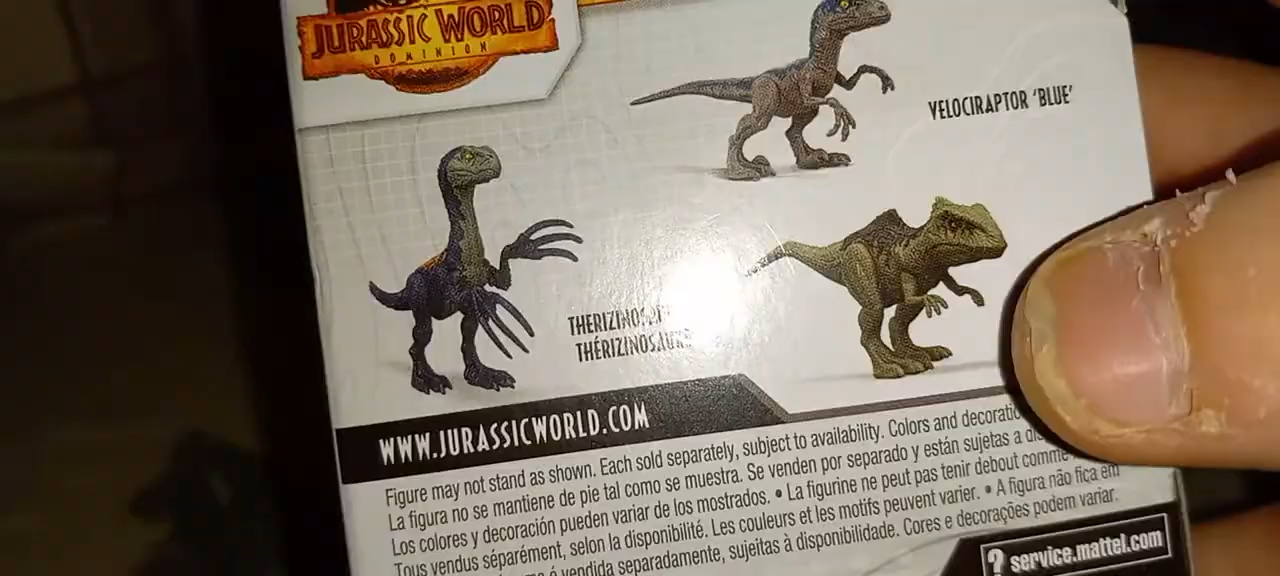 JURASSIC WORLD
DOMINION
VELOCIRAPTOR 'BLUE'
THÉRIZINOSAURE
WWW.JURASSICWORLD.COM
Figure may not stand as shown. Each sold separately, subject to availability. Colors and
La figura no se mantiene de pie tal como se muestra. Se venden por separado y están sujetas a
Los colores y decoración pueden variar de los mostrados. • La figurine ne peut pas tenir debout
Tous vendus séparément, selon la disponibilité. Les couleurs et les motifs peuvent varier. • A figura não fica em
é vendida separadamente, sujeitas à disponibilidade. Cores e decorações podem variar.
? service.mattel.com